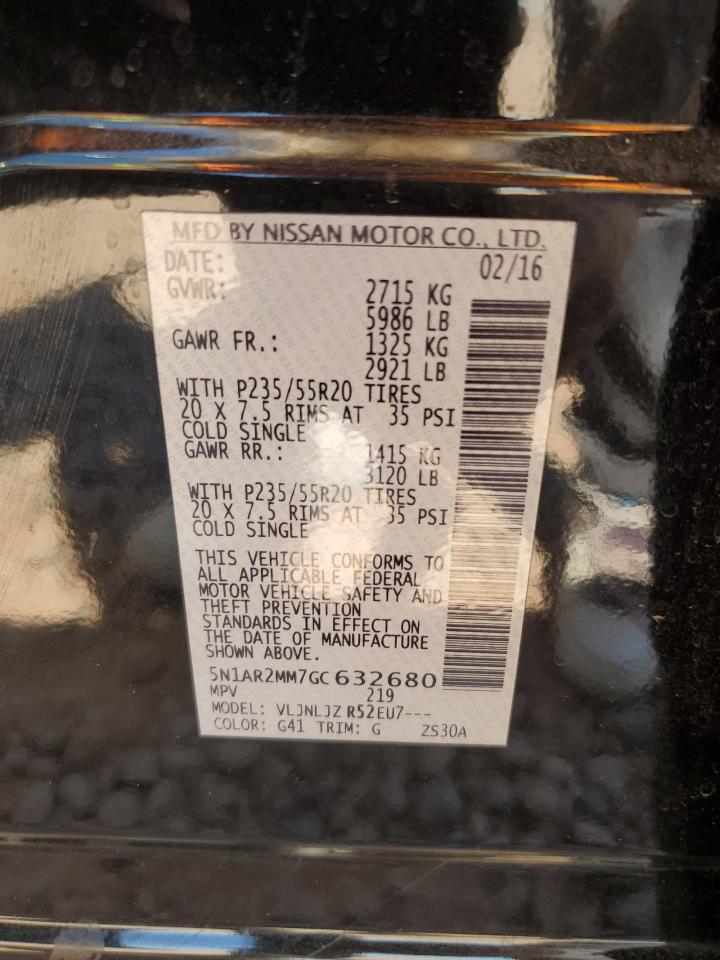 MFD BY NISSAN MOTOR CO., LTD.
DATE: 02/16
GVWR: 2715 KG
5986 LB
GAWR FR.: 1325 KG
2921 LB
WITH P235/55R20 TIRES
20 X 7.5 RIMS AT 35 PSI
COLD SINGLE
GAWR RR.: 1415 KG
3120 LB
WITH P235/55R20 TIRES
20 X 7.5 RIMS AT 35 PSI
COLD SINGLE
THIS VEHICLE CONFORMS TO
ALL APPLICABLE FEDERAL
MOTOR VEHICLE SAFETY AND
THEFT PREVENTION
STANDARDS IN EFFECT ON
THE DATE OF MANUFACTURE
SHOWN ABOVE.
5N1AR2MM7GC 632680
MPV 219
MODEL: VLJNLJZ R52EU7---
COLOR: G41 TRIM: G ZS30A